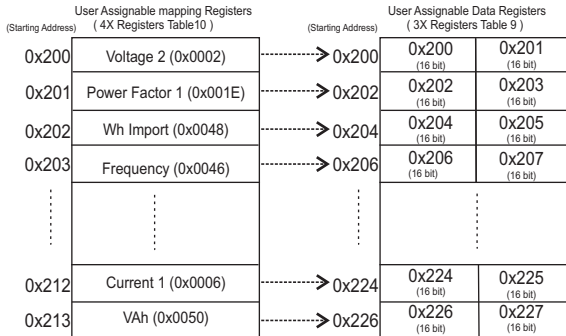 User Assignable mapping Registers
(Starting Address) ( 4X Registers Table10 )
User Assignable Data Registers
(Starting Address) ( 3X Registers Table 9 )
0x200 Voltage 2 (0x0002) 0x200 0x200 (16 bit) 0x201 (16 bit)
0x201 Power Factor 1 (0x001E) 0x202 0x202 (16 bit) 0x203 (16 bit)
0x202 Wh Import (0x0048) 0x204 0x204 (16 bit) 0x205 (16 bit)
0x203 Frequency (0x0046) 0x206 0x206 (16 bit) 0x207 (16 bit)
0x212 Current 1 (0x0006) 0x224 0x224 (16 bit) 0x225 (16 bit)
0x213 VAh (0x0050) 0x226 0x226 (16 bit) 0x227 (16 bit)